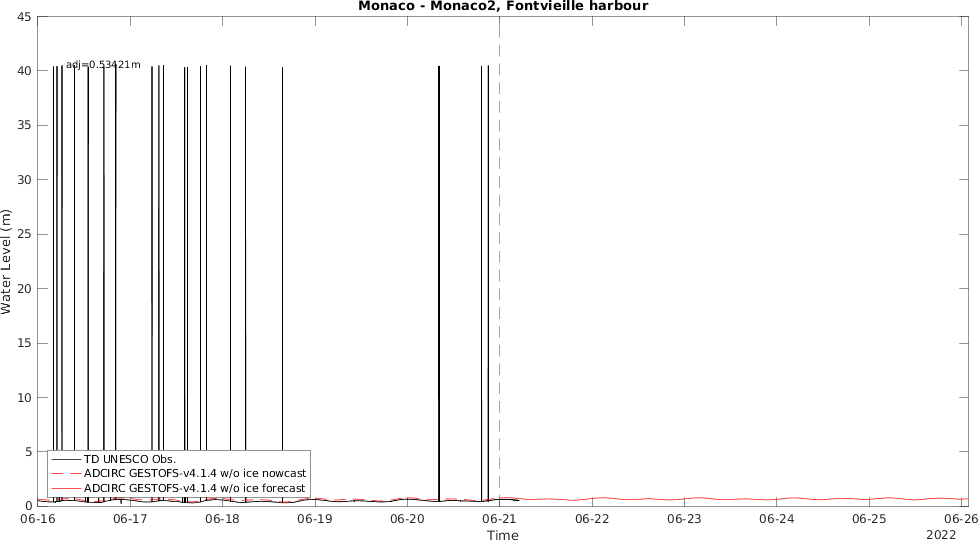 Monaco - Monaco2, Fontvieille harbour
45
40
35
30
25
20
15
10
5
0
Water Level (m)
adj=0.53421m
TD UNESCO Obs.
ADCIRC GESTOFS-v4.1.4 w/o ice nowcast
ADCIRC GESTOFS-v4.1.4 w/o ice forecast
06-16 06-17 06-18 06-19 06-20 06-21 06-22 06-23 06-24 06-25 06-26
Time
2022